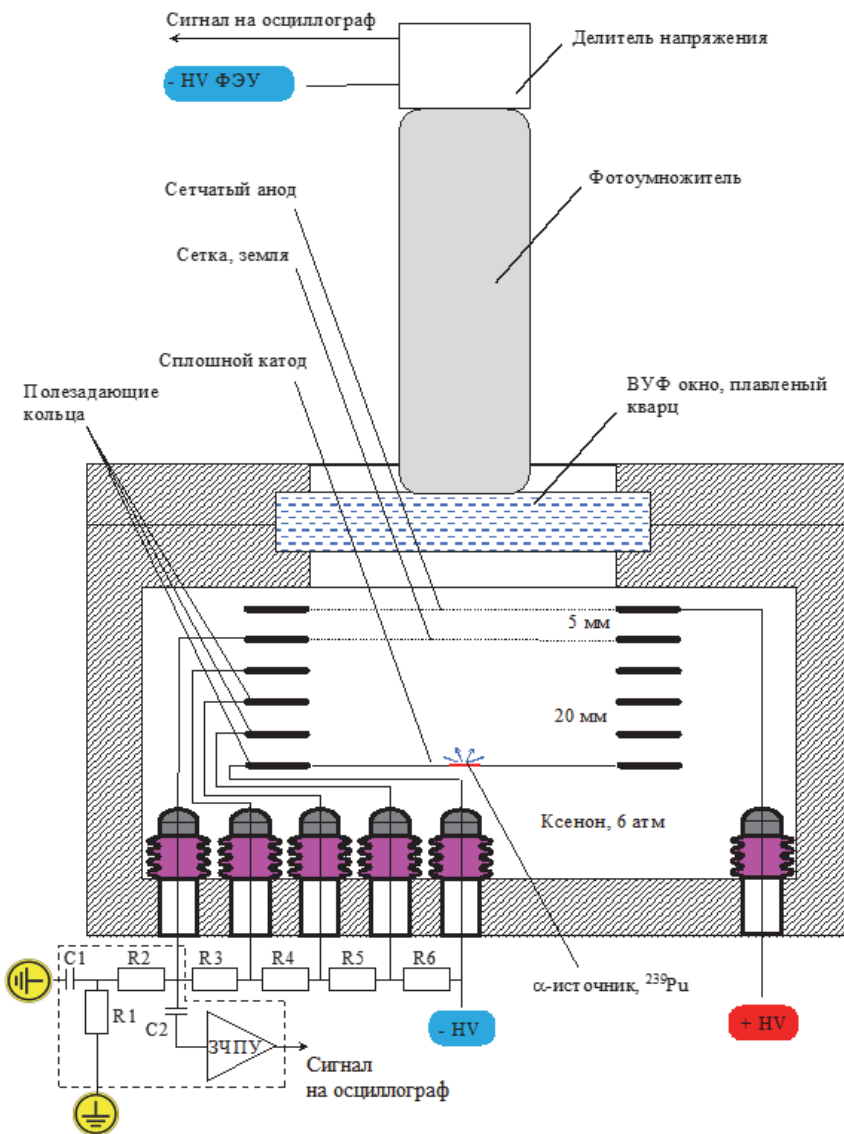 Сигнал на осциллограф
Делитель напряжения
- HV ФЭУ
Фотоумножитель
Сетчатый анод
Сетка, земля
Сплошной катод
ВУФ окно, плавленый
кварц
Полезадающие
кольца
5 мм
20 мм
Ксенон, 6 атм
C1
R2
R3
R4
R5
R6
α-источник, ²³⁹Pu
R1
C2
ЗЧПУ
- HV
+ HV
Сигнал
на осциллограф